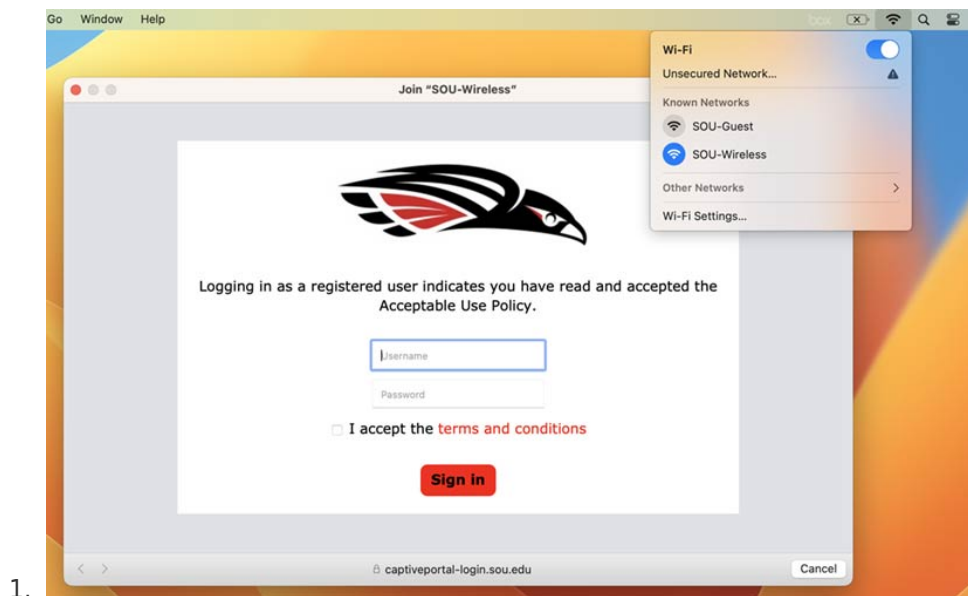 Go Window Help
box
Wi-Fi
Unsecured Network...
Known Networks
SOU-Guest
SOU-Wireless
Other Networks
Wi-Fi Settings...
Join "SOU-Wireless"
Logging in as a registered user indicates you have read and accepted the
Acceptable Use Policy.
Username
Password
I accept the terms and conditions
Sign in
captiveportal-login.sou.edu
Cancel
1.